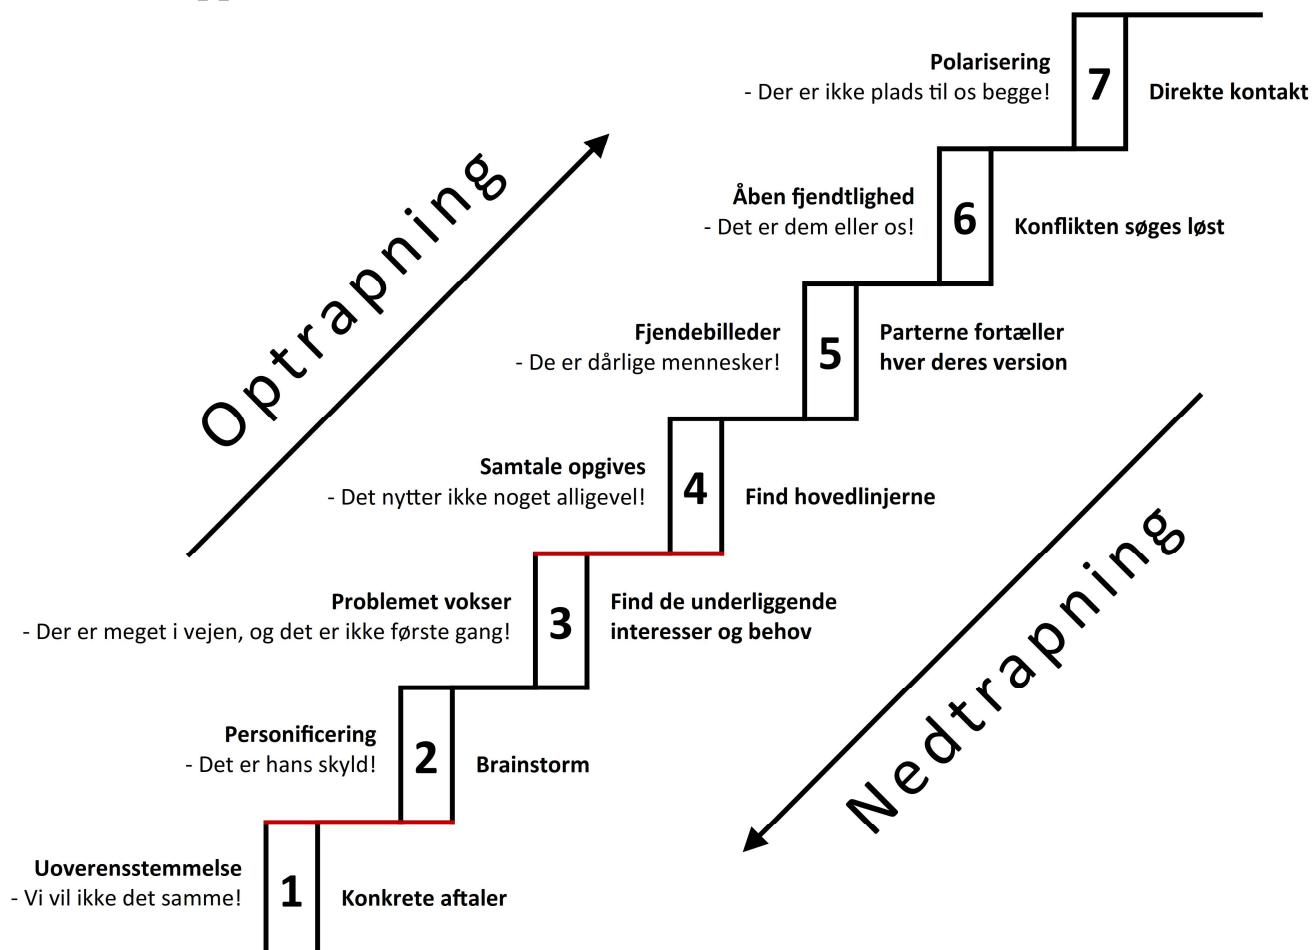 Polarisering
- Der er ikke plads til os begge!
7
Direkte kontakt
Åben fjendtlighed
- Det er dem eller os!
6
Konflikten søges løst
Fjendebilleder
- De er dårlige mennesker!
5
Parterne fortæller
hver deres version
Samtale opgives
- Det nytter ikke noget alligevel!
4
Find hovedlinjerne
Problemet vokser
- Der er meget i vejen, og det er ikke første gang!
3
Find de underliggende
interesser og behov
Personificering
- Det er hans skyld!
2
Brainstorm
Uoverensstemmelse
- Vi vil ikke det samme!
1
Konkrete aftaler
Optrapning
Nedtrapning